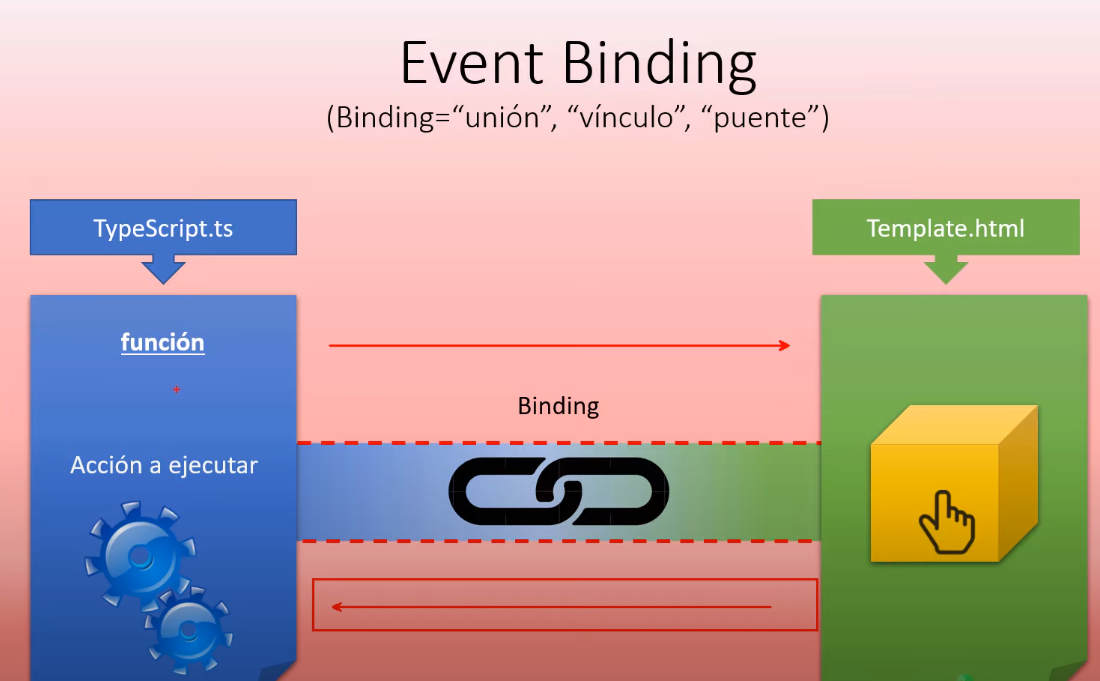 Event Binding
(Binding=“unión”, “vínculo”, “puente”)
TypeScript.ts
Template.html
función
Binding
Acción a ejecutar